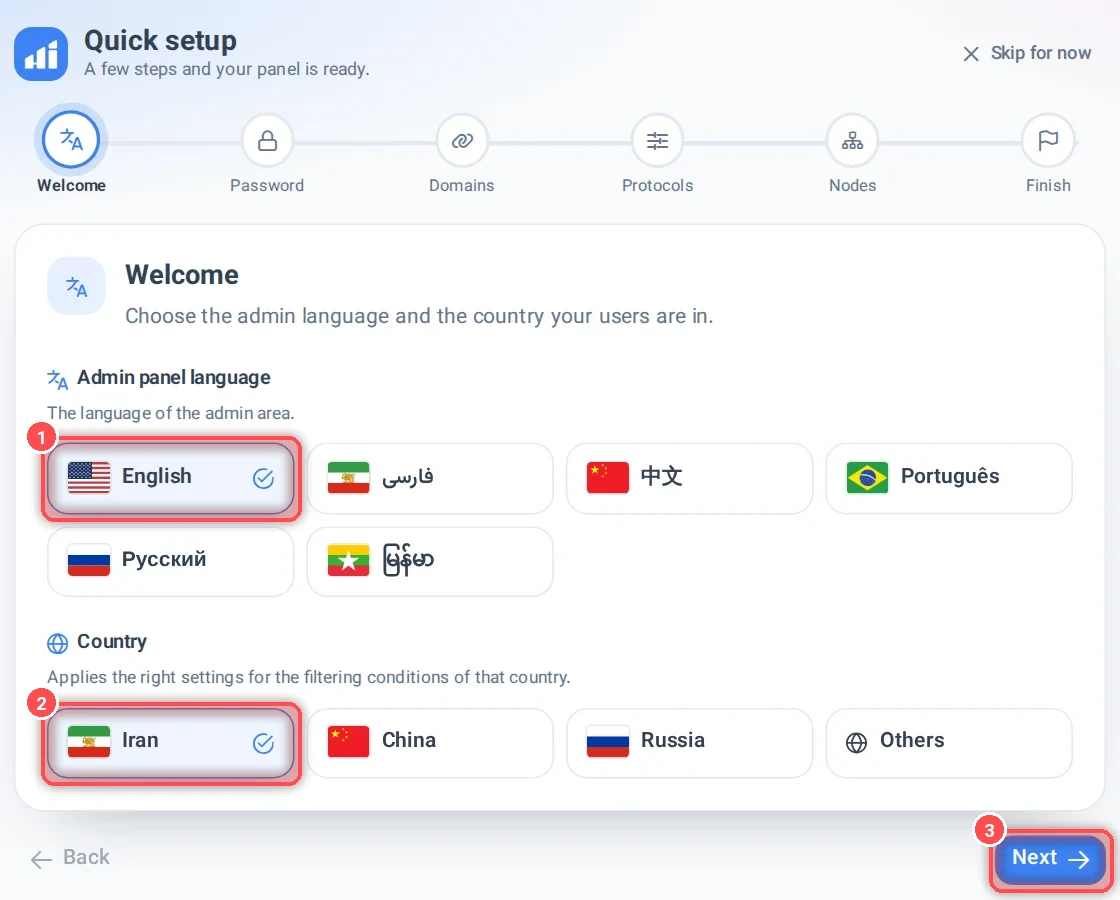 Quick setup
A few steps and your panel is ready.
Skip for now
Welcome
Password
Domains
Protocols
Nodes
Finish
Welcome
Choose the admin language and the country your users are in.
Admin panel language
The language of the admin area.
1
English
فارسی
中文
Português
Русский
မြန်မာ
Country
Applies the right settings for the filtering conditions of that country.
2
Iran
China
Russia
Others
Back
3
Next